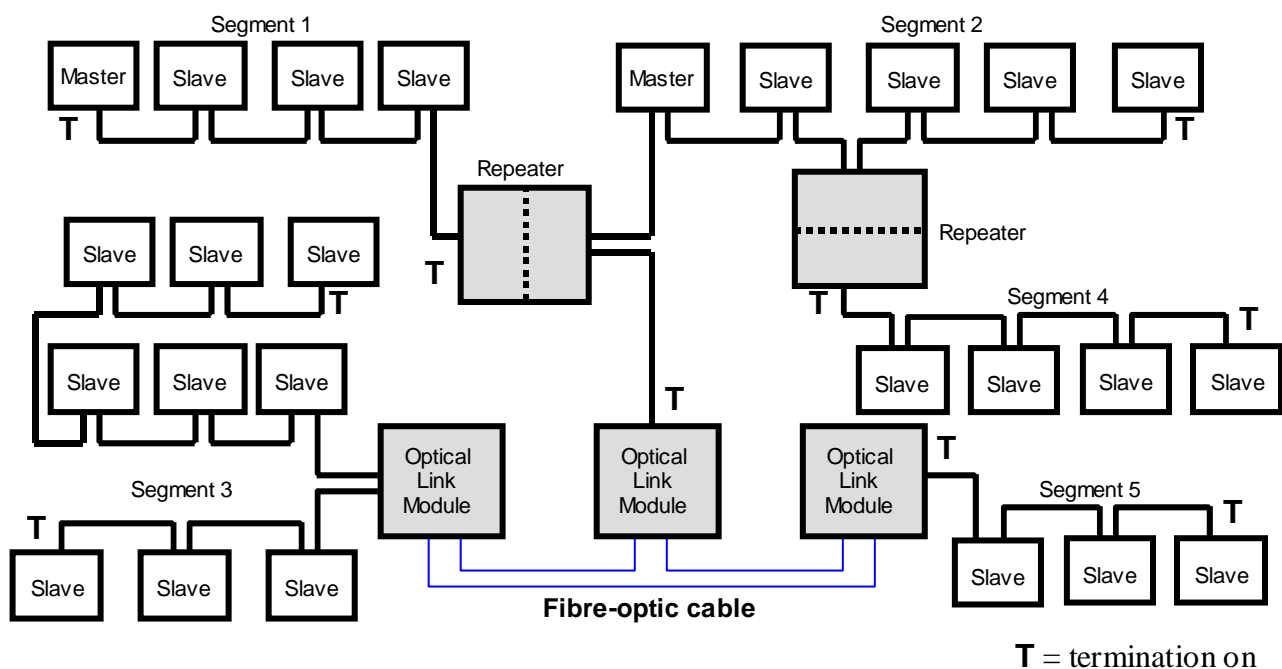 Segment 1
Segment 2
Master
Slave
Slave
Slave
Master
Slave
Slave
Slave
Slave
T
T
Repeater
Repeater
T
Slave
Slave
Slave
T
T
Segment 4
T
Slave
Slave
Slave
Slave
Slave
Slave
Slave
T
T
Optical
Link
Module
Optical
Link
Module
Optical
Link
Module
Segment 3
Segment 5
T
T
Slave
Slave
Slave
Slave
Slave
Slave
Fibre-optic cable
T = termination on